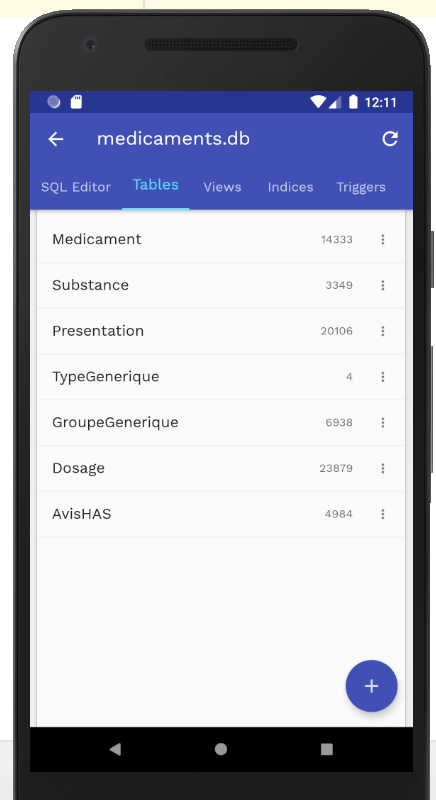 12:11
medicaments.db
SQL Editor Tables Views Indices Triggers
Medicament 14333
Substance 3349
Presentation 20106
TypeGenerique 4
GroupeGenerique 6938
Dosage 23879
AvisHAS 4984